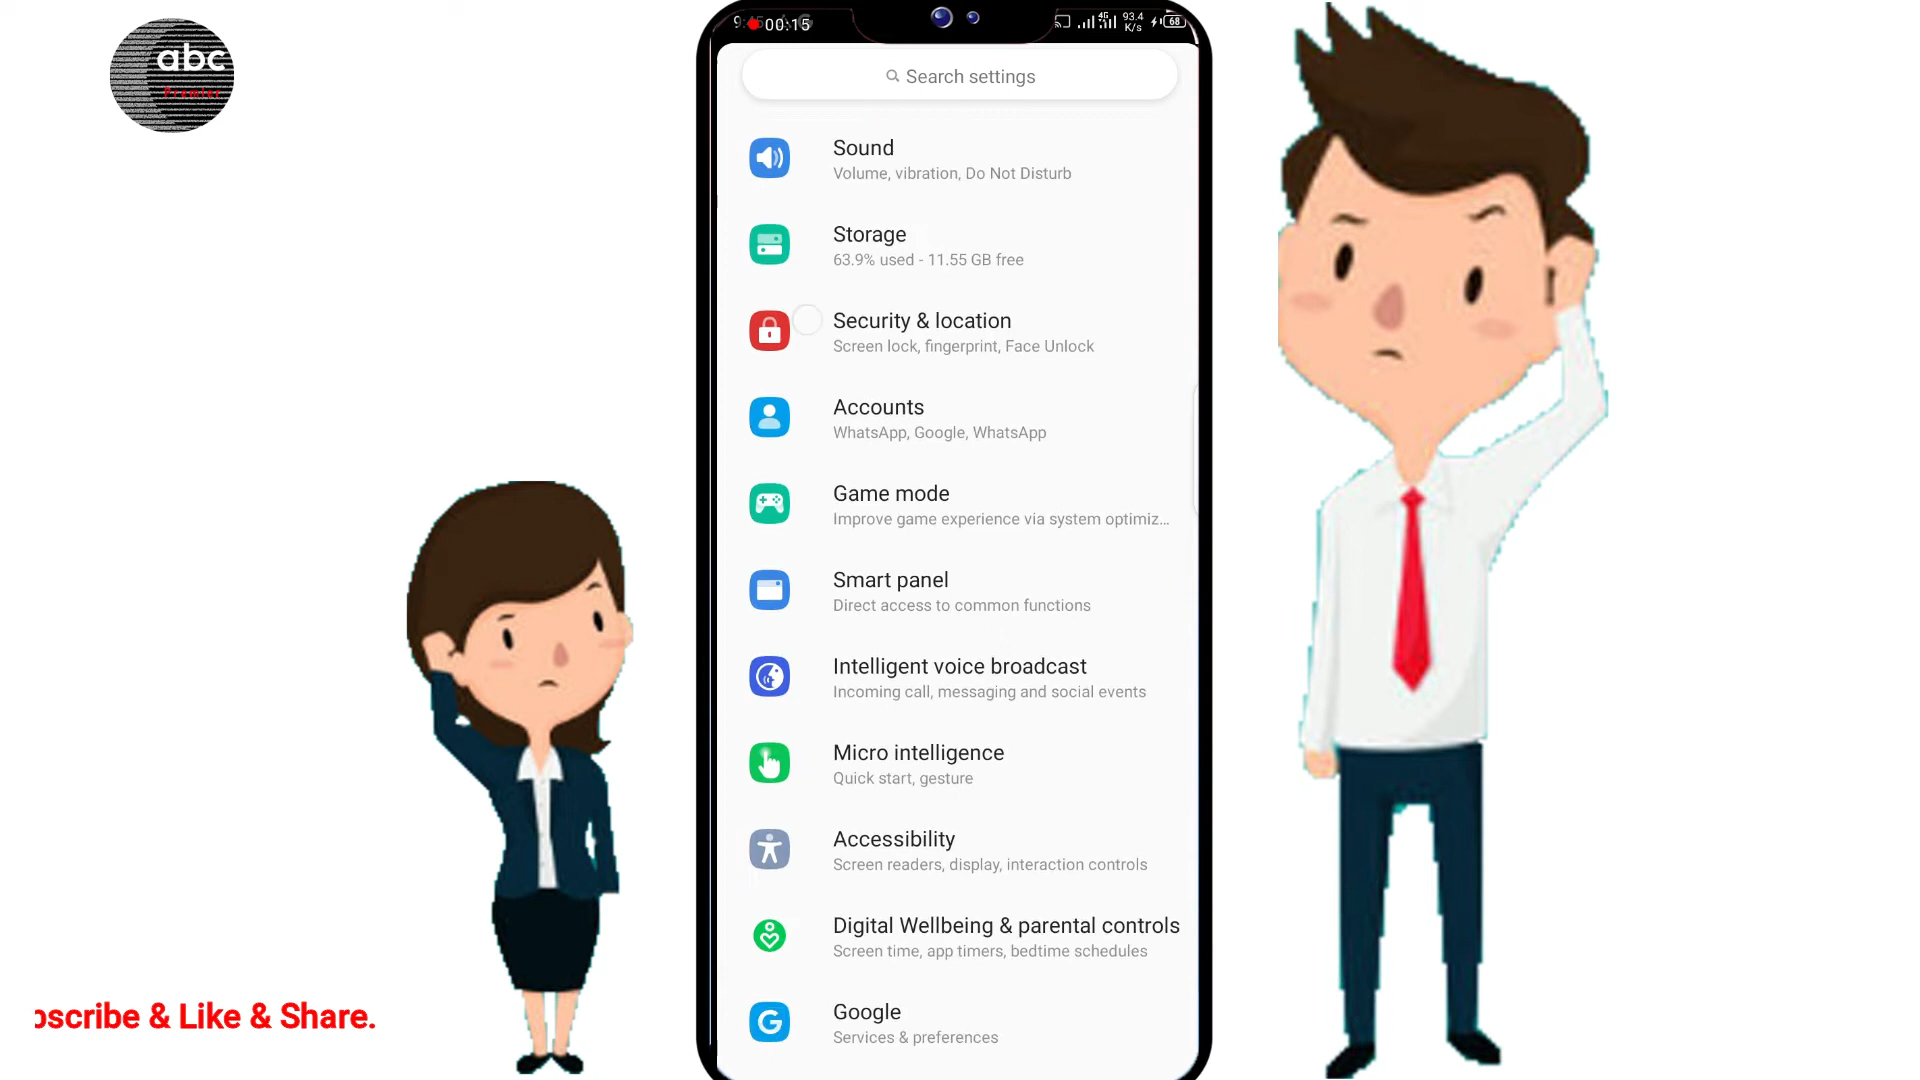 abc
Premier
00:15
4G
93.4
K/s
68
Search settings
Sound
Volume, vibration, Do Not Disturb
Storage
63.9% used - 11.55 GB free
Security & location
Screen lock, fingerprint, Face Unlock
Accounts
WhatsApp, Google, WhatsApp
Game mode
Improve game experience via system optimiz...
Smart panel
Direct access to common functions
Intelligent voice broadcast
Incoming call, messaging and social events
Micro intelligence
Quick start, gesture
Accessibility
Screen readers, display, interaction controls
Digital Wellbeing & parental controls
Screen time, app timers, bedtime schedules
Google
Services & preferences
bscribe & Like & Share.